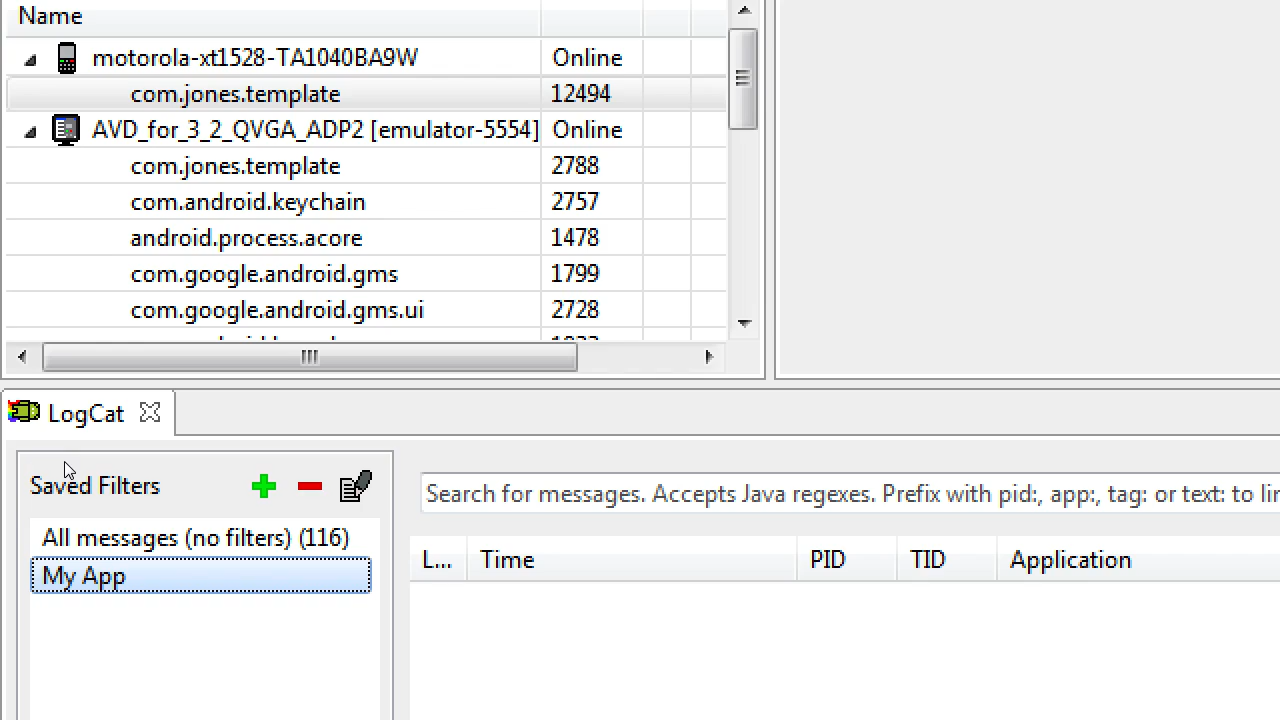 Name
motorola-xt1528-TA1040BA9W Online
com.jones.template 12494
AVD_for_3_2_QVGA_ADP2 [emulator-5554] Online
com.jones.template 2788
com.android.keychain 2757
android.process.acore 1478
com.google.android.gms 1799
com.google.android.gms.ui 2728
LogCat
Saved Filters
Search for messages. Accepts Java regexes. Prefix with pid:, app:, tag: or text: to
All messages (no filters) (116)
My App
L... Time PID TID Application